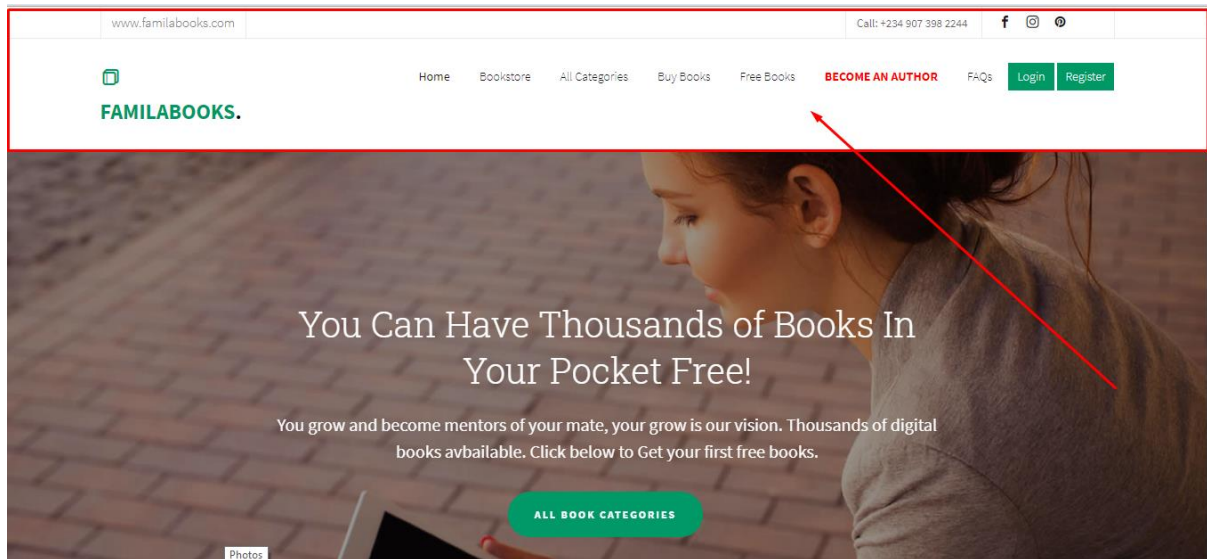 www.familabooks.com
Call: +234 907 398 2244
Home Bookstore All Categories Buy Books Free Books BECOME AN AUTHOR FAQs Login Register
FAMILABOOKS.
You Can Have Thousands of Books In
Your Pocket Free!
You grow and become mentors of your mate, your grow is our vision. Thousands of digital
books avbailable. Click below to Get your first free books.
ALL BOOK CATEGORIES
Photos